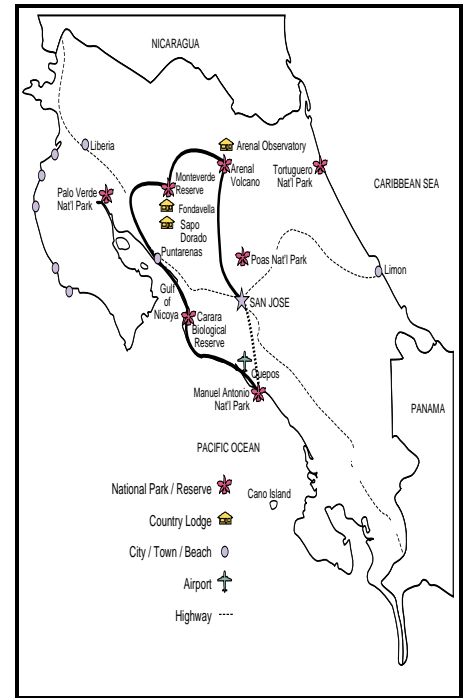 NICARAGUA
Liberia
Arenal Observatory
Arenal
Volcano
Tortuguero
Nat'l Park
CARIBBEAN SEA
Monteverde
Reserve
Palo Verde
Nat'l Park
Fondavella
Sapo
Dorado
Puntarenas
Poas Nat'l Park
Limon
Gulf
of
Nicoya
SAN JOSE
Carara
Biological
Reserve
Quepos
Manuel Antonio
Nat'l Park
PANAMA
PACIFIC OCEAN
National Park / Reserve
Cano Island
Country Lodge
City / Town / Beach
Airport
Highway